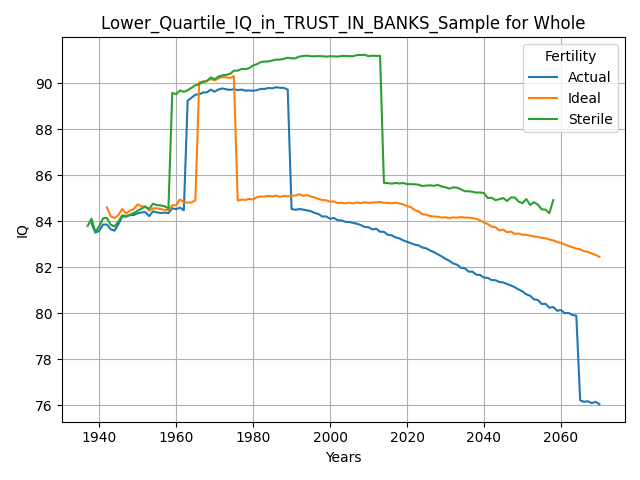 Lower_Quartile_IQ_in_TRUST_IN_BANKS_Sample for Whole
Fertility
Actual
Ideal
Sterile
IQ
90
88
86
84
82
80
78
76
1940 1960 1980 2000 2020 2040 2060
Years